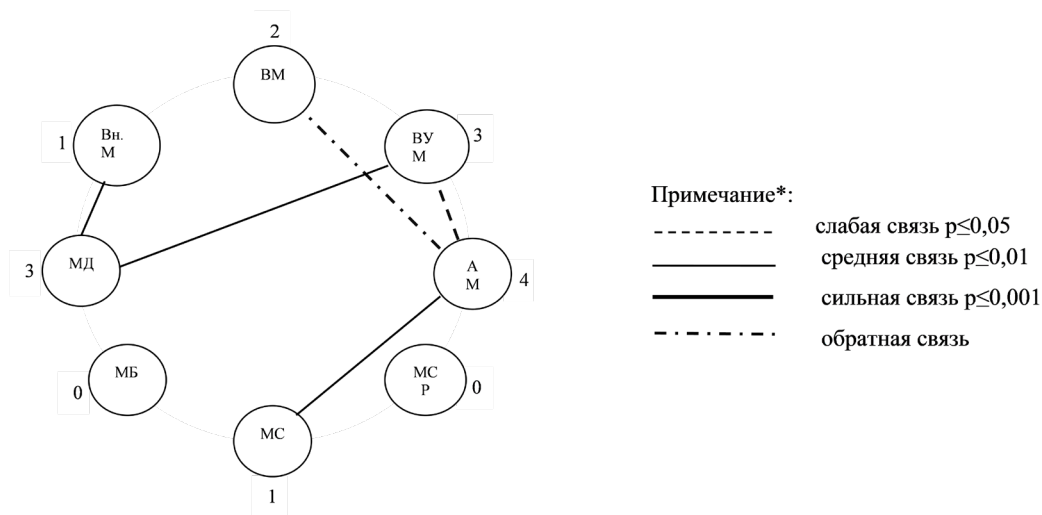 2
ВМ
Вн.
М
1
ВУ
М
3
МД
3
А
М
4
МБ
0
МС
Р
0
МС
1
Примечание*:
слабая связь p≤0,05
средняя связь p≤0,01
сильная связь p≤0,001
обратная связь